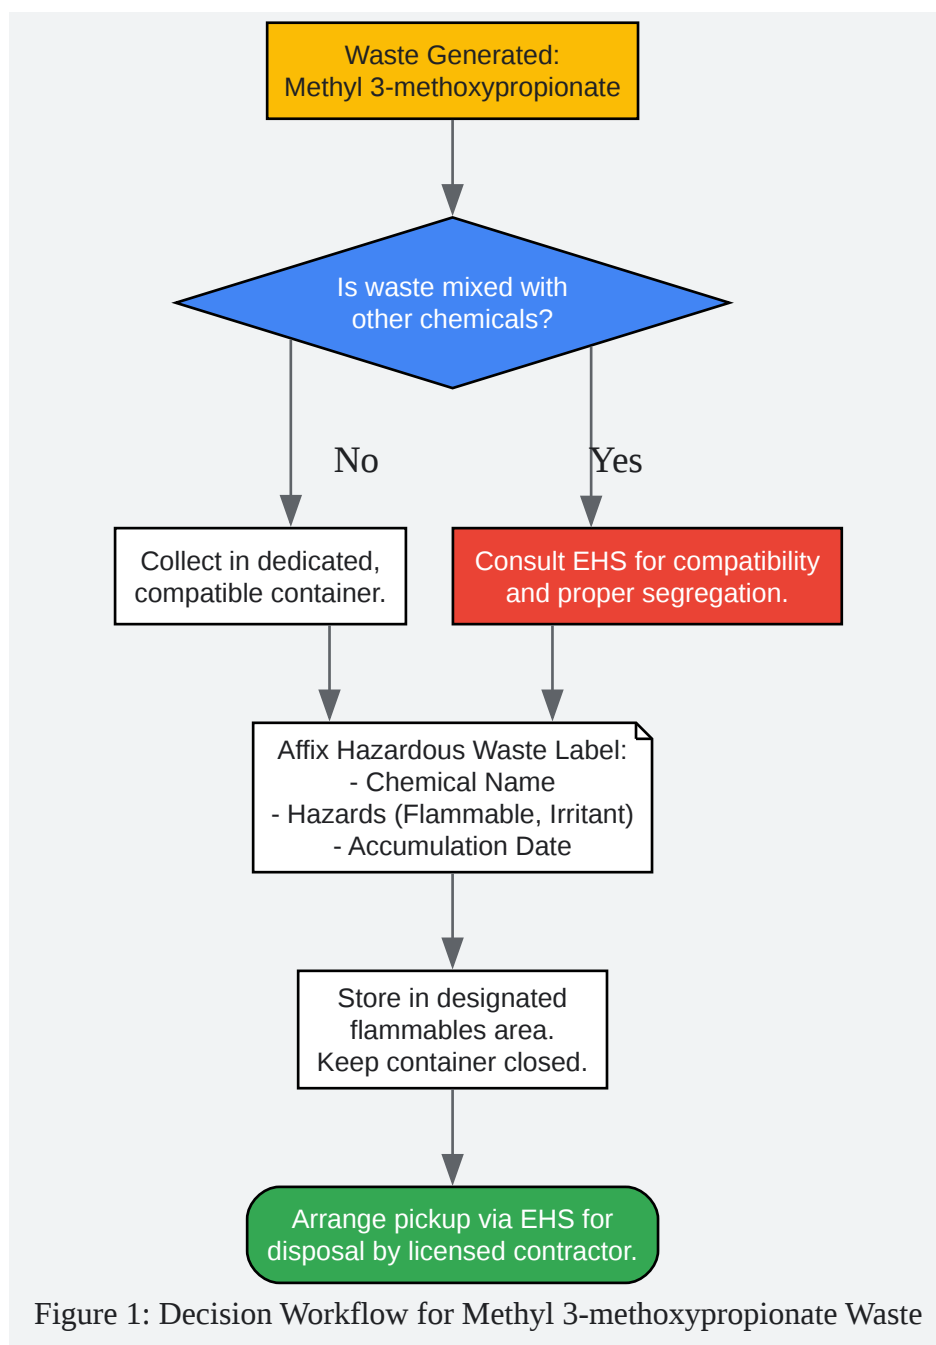 Waste Generated:
Methyl 3-methoxypropionate
Is waste mixed with
other chemicals?
No
Yes
Collect in dedicated,
compatible container.
Consult EHS for compatibility
and proper segregation.
Affix Hazardous Waste Label:
- Chemical Name
- Hazards (Flammable, Irritant)
- Accumulation Date
Store in designated
flammables area.
Keep container closed.
Arrange pickup via EHS for
disposal by licensed contractor.
Figure 1: Decision Workflow for Methyl 3-methoxypropionate Waste